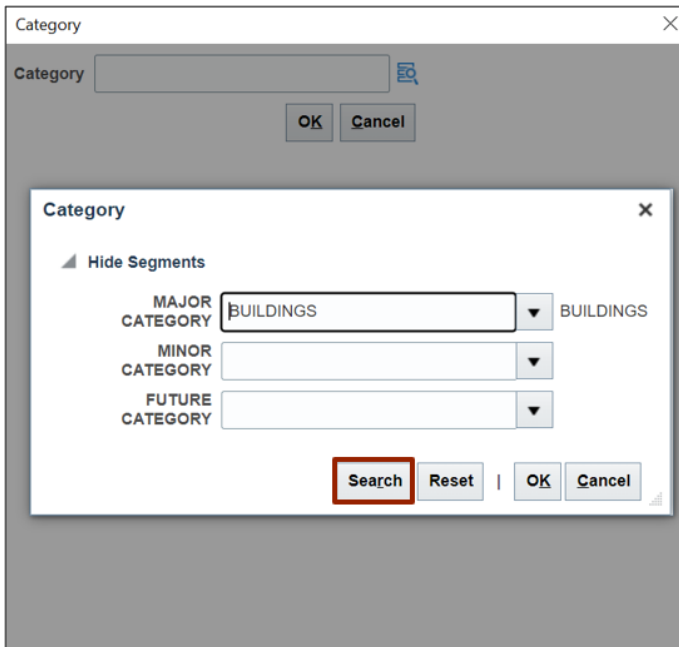 Category
Category
OK Cancel
Category
Hide Segments
MAJOR
CATEGORY
BUILDINGS BUILDINGS
MINOR
CATEGORY
FUTURE
CATEGORY
Search Reset | OK Cancel